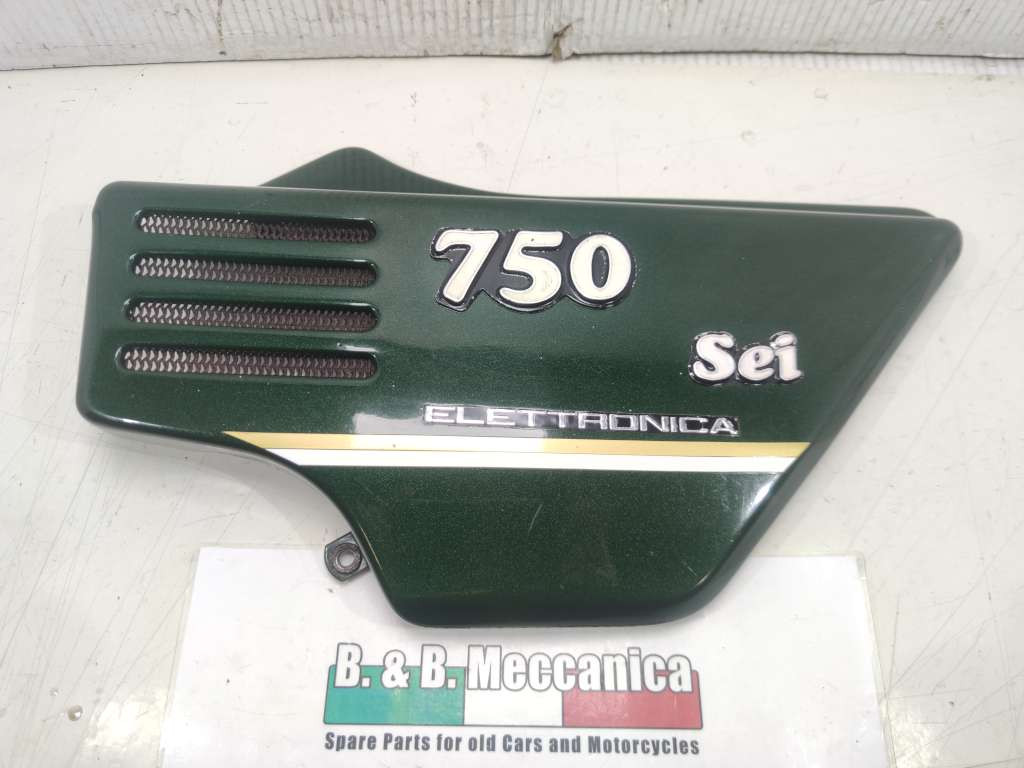 750
Sei
ELETTRONICA
B. & B. Meccanica
Spare Parts for old Cars and Motorcycles